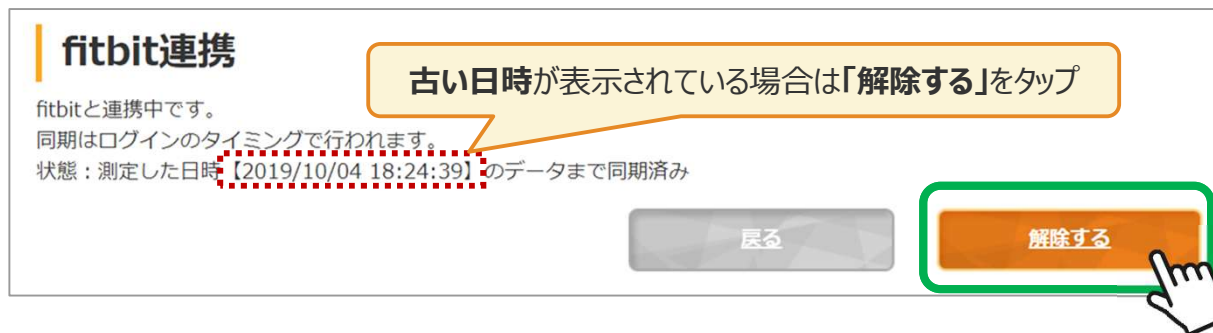 fitbit連携
古い日時が表示されている場合は「解除する」をタップ
fitbitと連携中です。
同期はログインのタイミングで行われます。
状態：測定した日時【2019/10/04 18:24:39】のデータまで同期済み
戻る
解除する